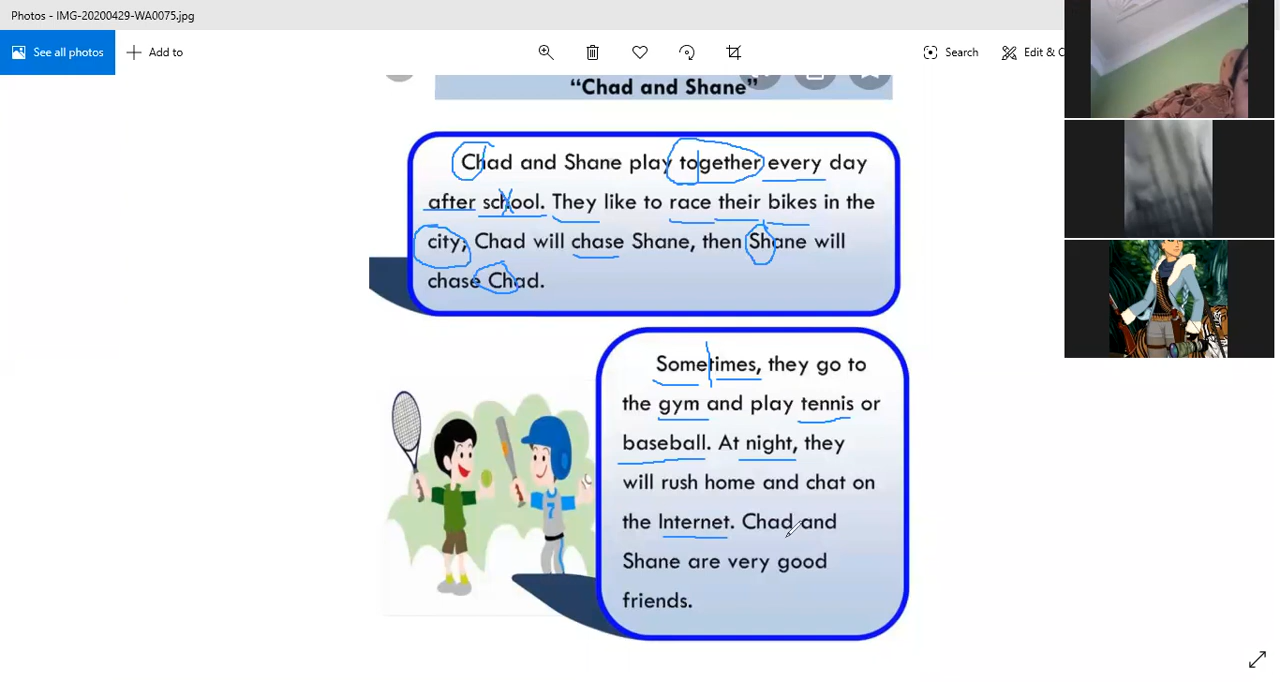 Photos - IMG-20200429-WA0075.jpg
See all photos
Add to
Search
Edit & C
"Chad and Shane"
Chad and Shane play together every day
after school. They like to race their bikes in the
city; Chad will chase Shane, then Shane will
chase Chad.
Sometimes, they go to
the gym and play tennis or
baseball. At night, they
will rush home and chat on
the Internet. Chad and
Shane are very good
friends.
7